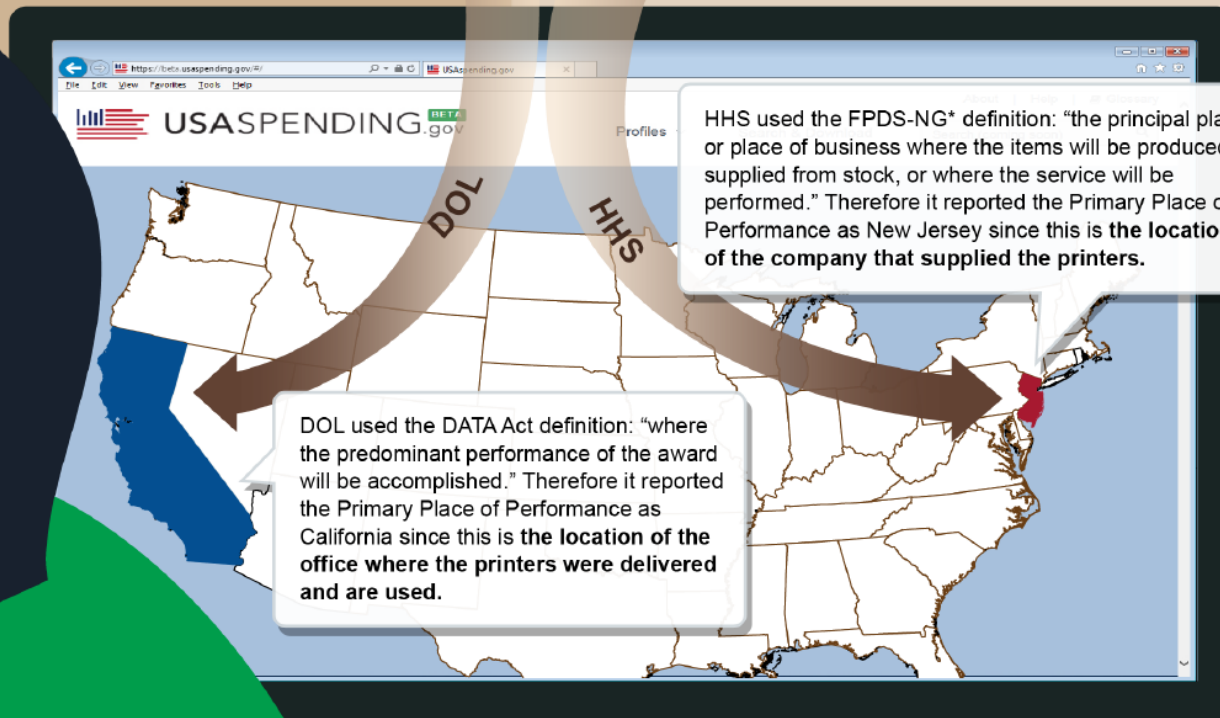 https://beta.usaspending.gov/#/
USAspending.gov
File Edit View Favorites Tools Help
USASPENDING.gov
BETA
Profiles
About | Help | Glossary
DOL
HHS
HHS used the FPDS-NG* definition: “the principal pla
or place of business where the items will be produced
supplied from stock, or where the service will be
performed.” Therefore it reported the Primary Place o
Performance as New Jersey since this is the locatio
of the company that supplied the printers.
DOL used the DATA Act definition: “where
the predominant performance of the award
will be accomplished.” Therefore it reported
the Primary Place of Performance as
California since this is the location of the
office where the printers were delivered
and are used.